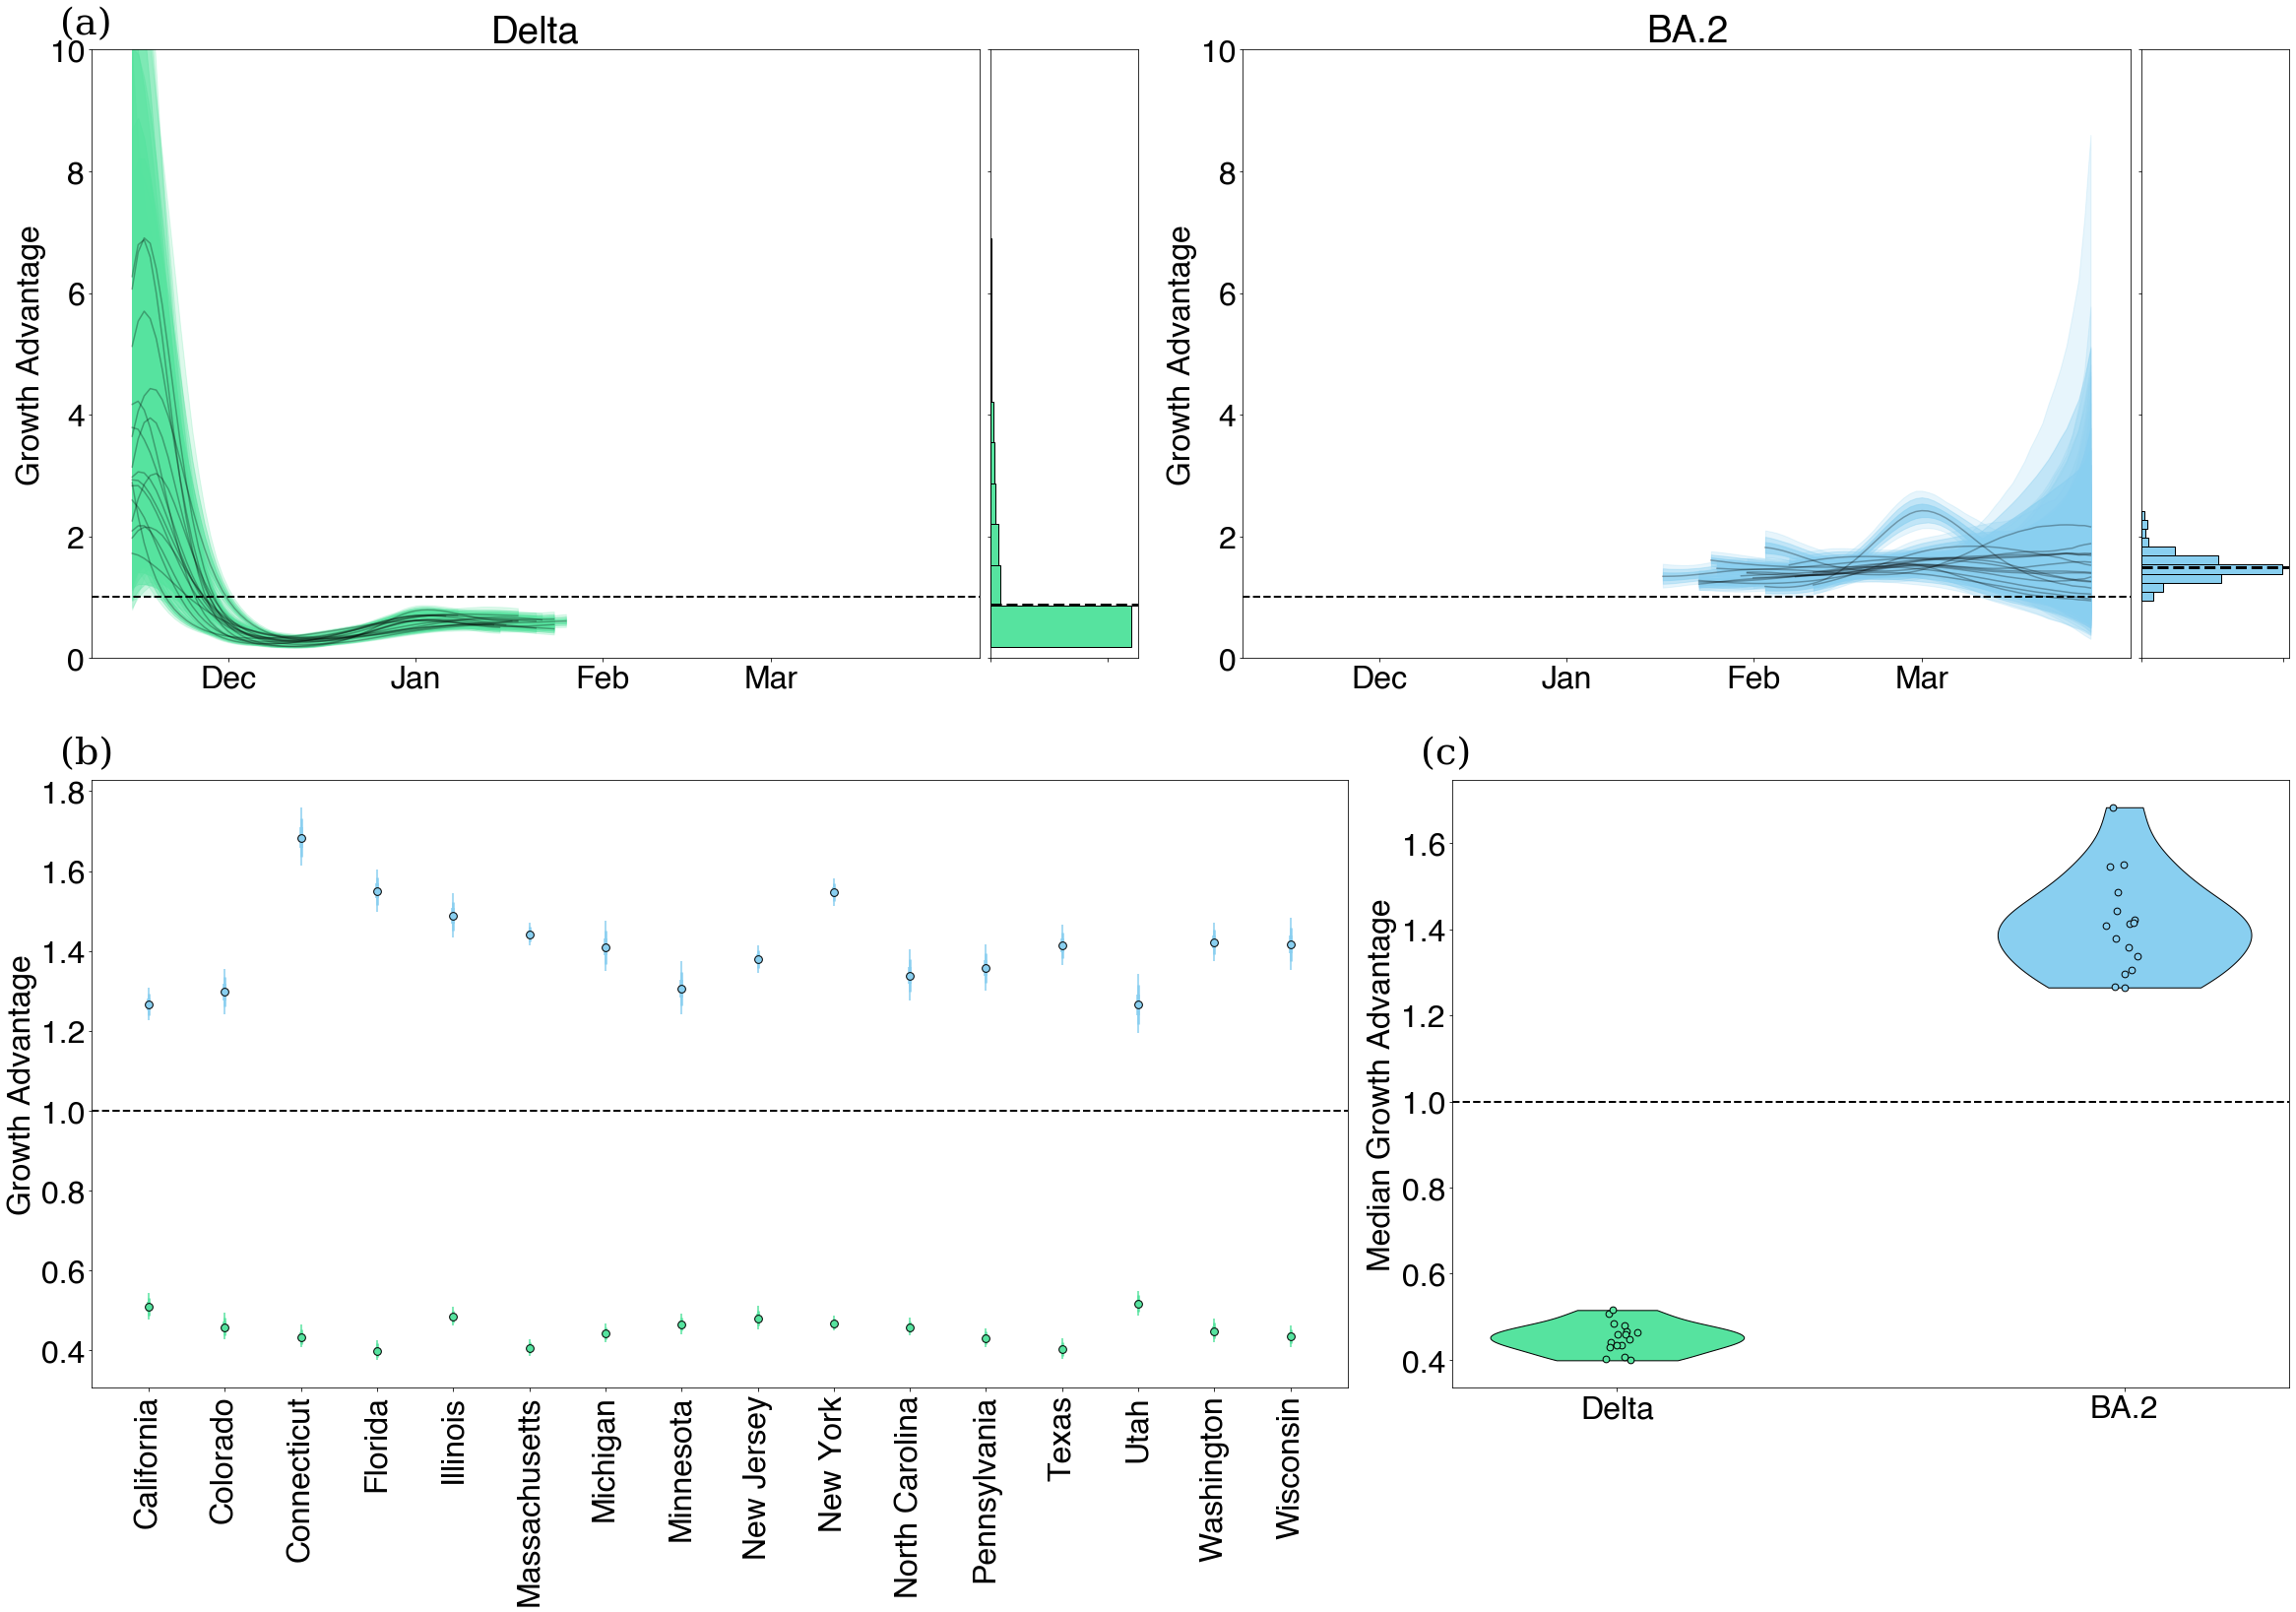 (a)
Delta
BA.2
Growth Advantage
10
8
6
4
2
0
Dec Jan Feb Mar
Growth Advantage
10
8
6
4
2
0
Dec Jan Feb Mar
(b)
Growth Advantage
1.8
1.6
1.4
1.2
1.0
0.8
0.6
0.4
California
Colorado
Connecticut
Florida
Illinois
Massachusetts
Michigan
Minnesota
New Jersey
New York
North Carolina
Pennsylvania
Texas
Utah
Washington
Wisconsin
(c)
Median Growth Advantage
1.6
1.4
1.2
1.0
0.8
0.6
0.4
Delta BA.2